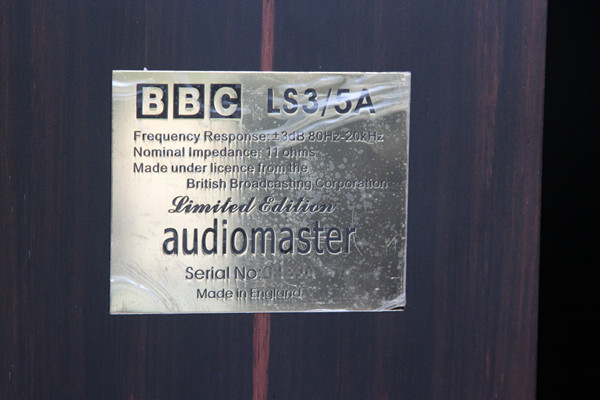 BBC LS3/5A
Frequency Response: ±3dB 80Hz-20kHz
Nominal Impedance: 11 ohms
Made under licence from the
British Broadcasting Corporation
Limited Edition
audiomaster
Serial No:
Made in England